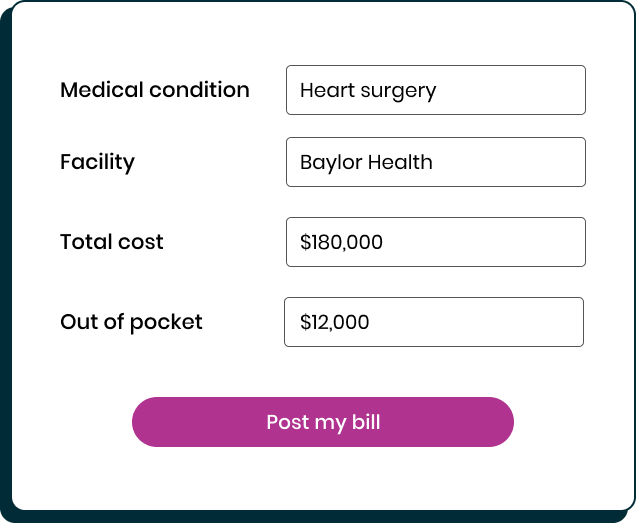 Medical condition
Heart surgery
Facility
Baylor Health
Total cost
$180,000
Out of pocket
$12,000
Post my bill